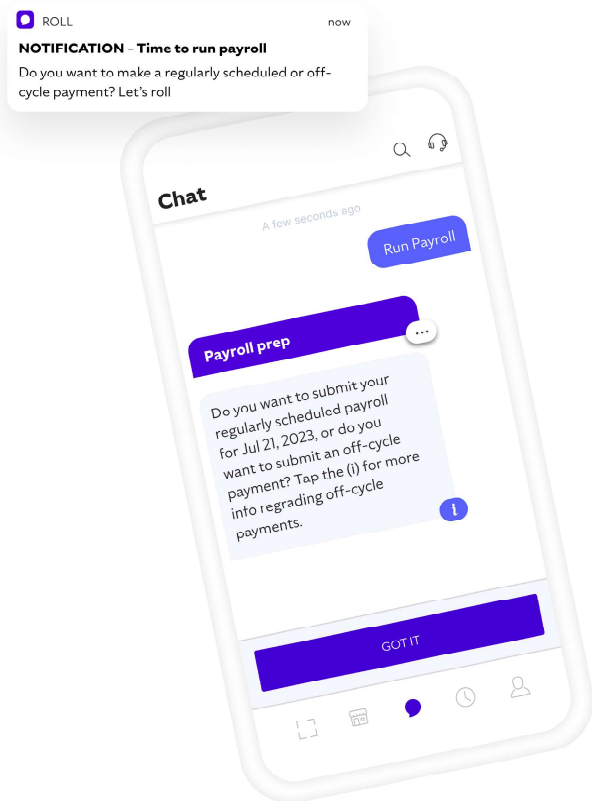 ROLL
now
NOTIFICATION - Time to run payroll
Do you want to make a regularly scheduled or off-
cycle payment? Let's roll
Chat
A few seconds ago
Run Payroll
Payroll prep
...
Do you want to submit your
regularly scheduled payroll
for Jul 21, 2023, or do you
want to submit an off-cycle
payment? Tap the (i) for more
into regrading off-cycle
payments.
i
GOT IT